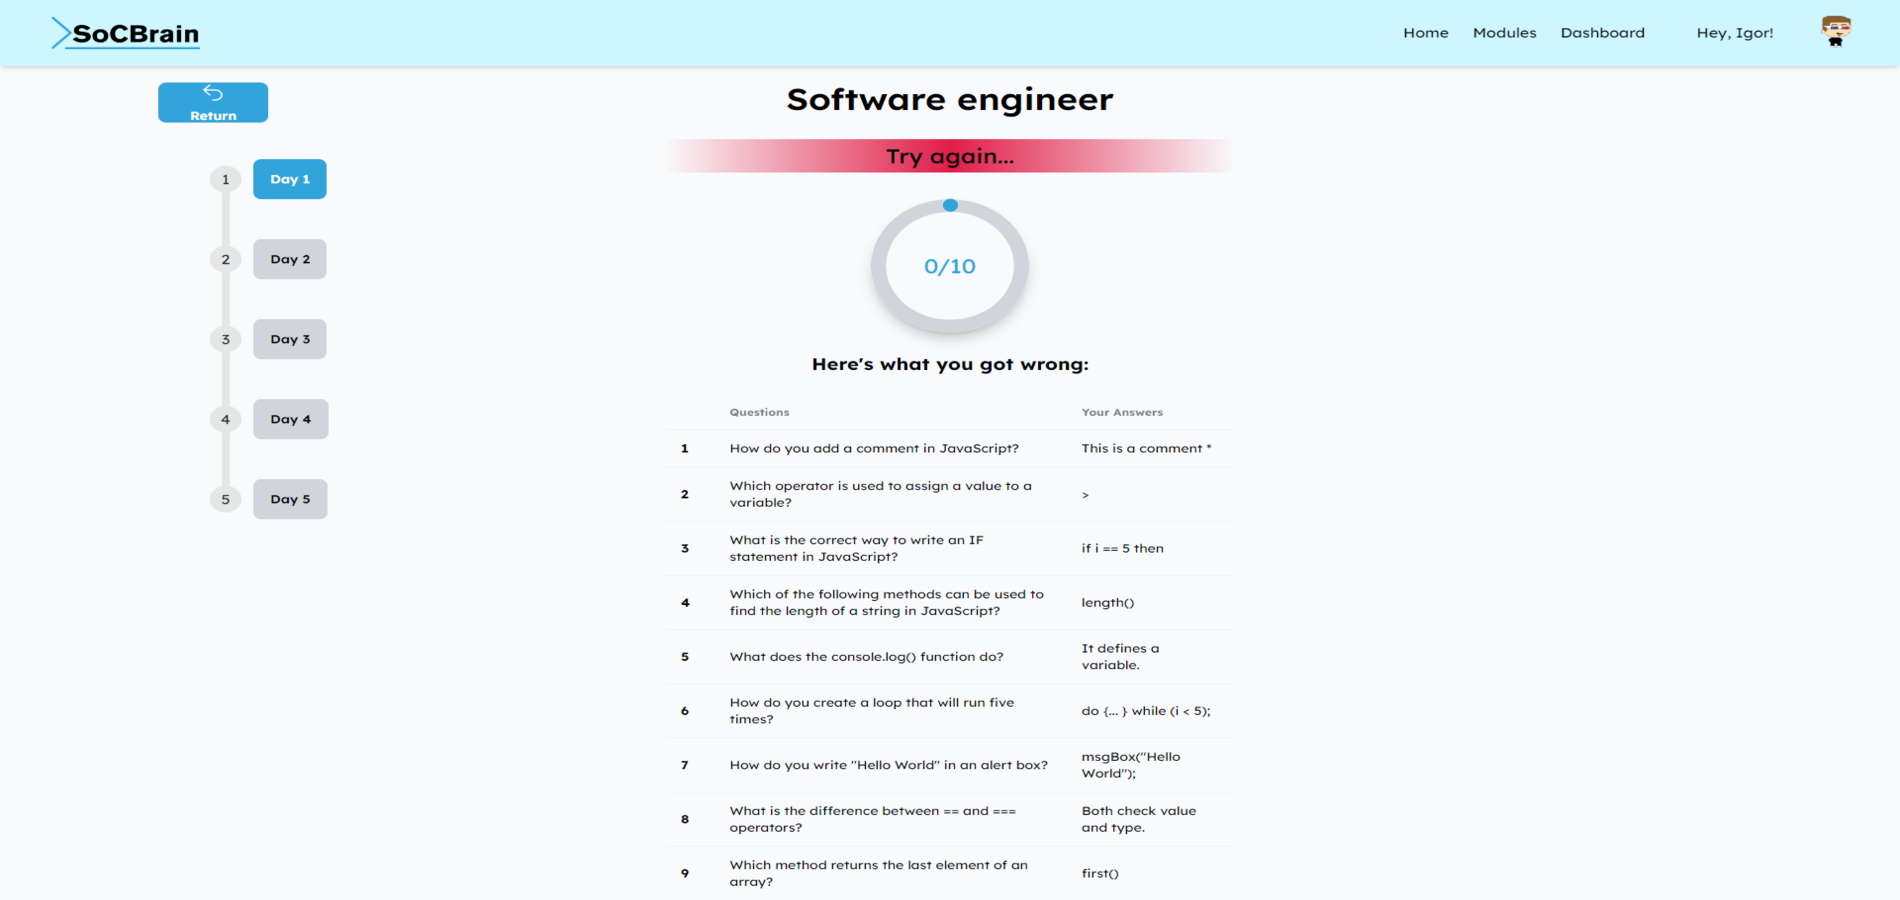 SoCBrain
Home Modules Dashboard Hey, Igor!
Return
Software engineer
Try again...
1 Day 1
2 Day 2
3 Day 3
4 Day 4
5 Day 5
0/10
Here's what you got wrong:
Questions Your Answers
1 How do you add a comment in JavaScript? This is a comment *
2 Which operator is used to assign a value to a
variable? >
3 What is the correct way to write an IF
statement in JavaScript? if i == 5 then
4 Which of the following methods can be used to
find the length of a string in JavaScript? length()
5 What does the console.log() function do? It defines a
variable.
6 How do you create a loop that will run five
times? do {... } while (i < 5);
7 How do you write "Hello World" in an alert box? msgBox("Hello
World");
8 What is the difference between == and ===
operators? Both check value
and type.
9 Which method returns the last element of an
array? first()